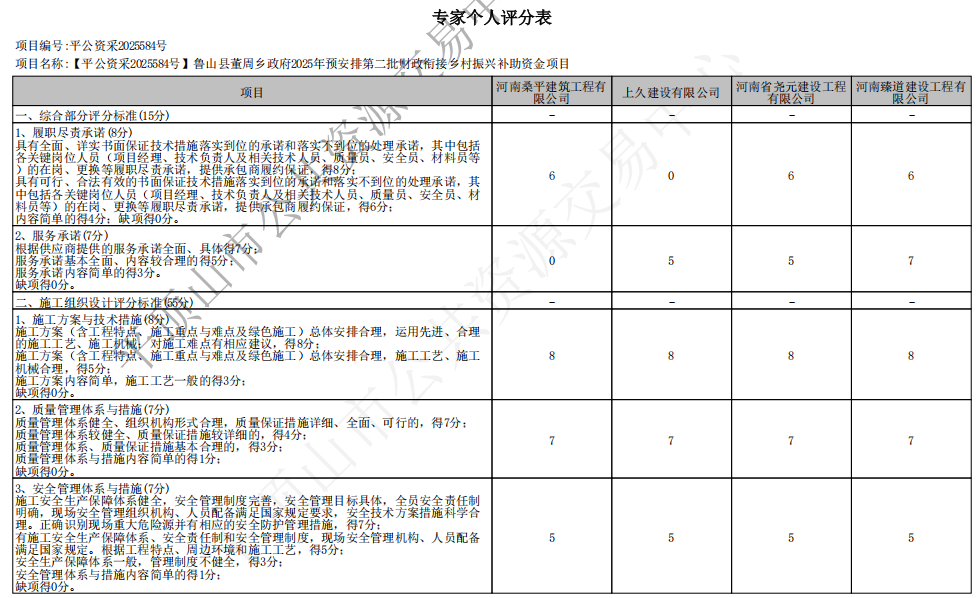 专家个人评分表
项目编号:平公资采2025584号
项目名称:【平公资采2025584号】鲁山县董周乡政府2025年预安排第二批财政衔接乡村振兴补助资金项目
项目 河南桑平建筑工程有限公司 上久建设有限公司 河南省尧元建设工程有限公司 河南臻道建设工程有限公司
一、综合部分评分标准(15分) - - - -
1、履职尽责承诺(8分)
具有全面、详实书面保证技术措施落实到位的承诺和落实不到位的处理承诺，其中包括
各关键岗位人员（项目经理、技术负责人及相关技术人员、质量员、安全员、材料员等
）的在岗、更换等履职尽责承诺，提供承包商履约保证，得8分；
具有可行、合法有效的书面保证技术措施落实到位的承诺和落实不到位的处理承诺，其
中包括各关键岗位人员（项目经理、技术负责人及相关技术人员、质量员、安全员、材
料员等）的在岗、更换等履职尽责承诺，提供承包商履约保证，得6分；
内容简单的得4分；缺项得0分。
6 0 6 6
2、服务承诺(7分)
根据供应商提供的服务承诺全面、具体得7分；
服务承诺基本全面、内容较合理的得5分；
服务承诺内容简单的得3分。
缺项得0分。
0 5 5 7
二、施工组织设计评分标准(55分) - - - -
1、施工方案与技术措施(8分)
施工方案（含工程特点、施工重点与难点及绿色施工）总体安排合理，运用先进、合理
的施工工艺、施工机械；对施工难点有相应建议，得8分；
施工方案（含工程特点、施工重点与难点及绿色施工）总体安排合理，施工工艺、施工
机械合理，得5分；
施工方案内容简单，施工工艺一般的得3分；
缺项得0分。
8 8 8 8
2、质量管理体系与措施(7分)
质量管理体系健全、组织机构形式合理，质量保证措施详细、全面、可行的，得7分；
质量管理体系较健全、质量保证措施较详细的，得4分；
质量管理体系、质量保证措施基本合理的，得3分；
质量管理体系与措施内容简单的得1分；
缺项得0分。
7 7 7 7
3、安全管理体系与措施(7分)
施工安全生产保障体系健全，安全管理制度完善，安全管理目标具体，全员安全责任制
明确，现场安全管理组织机构、人员配备满足国家规定要求，安全技术方案措施科学合
理。正确识别现场重大危险源并有相应的安全防护管理措施，得7分；
有施工安全生产保障体系、安全责任制和安全管理制度，现场安全管理机构、人员配备
满足国家规定。根据工程特点、周边环境和施工工艺，得5分；
安全生产保障体系一般，管理制度不健全，得3分；
安全管理体系与措施内容简单的得1分；
缺项得0分。
5 5 5 5
平顶山市公共资源交易中心
平顶山市公共资源交易中心